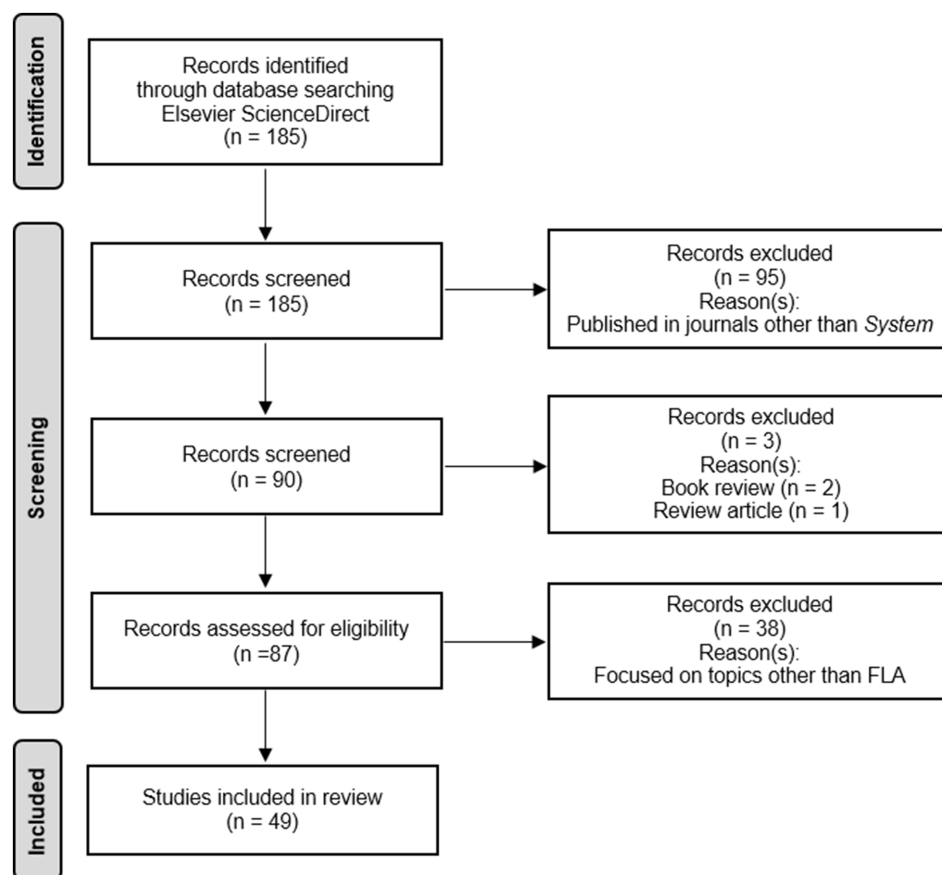 Identification
Records identified
through database searching
Elsevier ScienceDirect
(n = 185)
Screening
Records screened
(n = 185)
Records excluded
(n = 95)
Reason(s):
Published in journals other than System
Records screened
(n = 90)
Records excluded
(n = 3)
Reason(s):
Book review (n = 2)
Review article (n = 1)
Records assessed for eligibility
(n =87)
Records excluded
(n = 38)
Reason(s):
Focused on topics other than FLA
Included
Studies included in review
(n = 49)